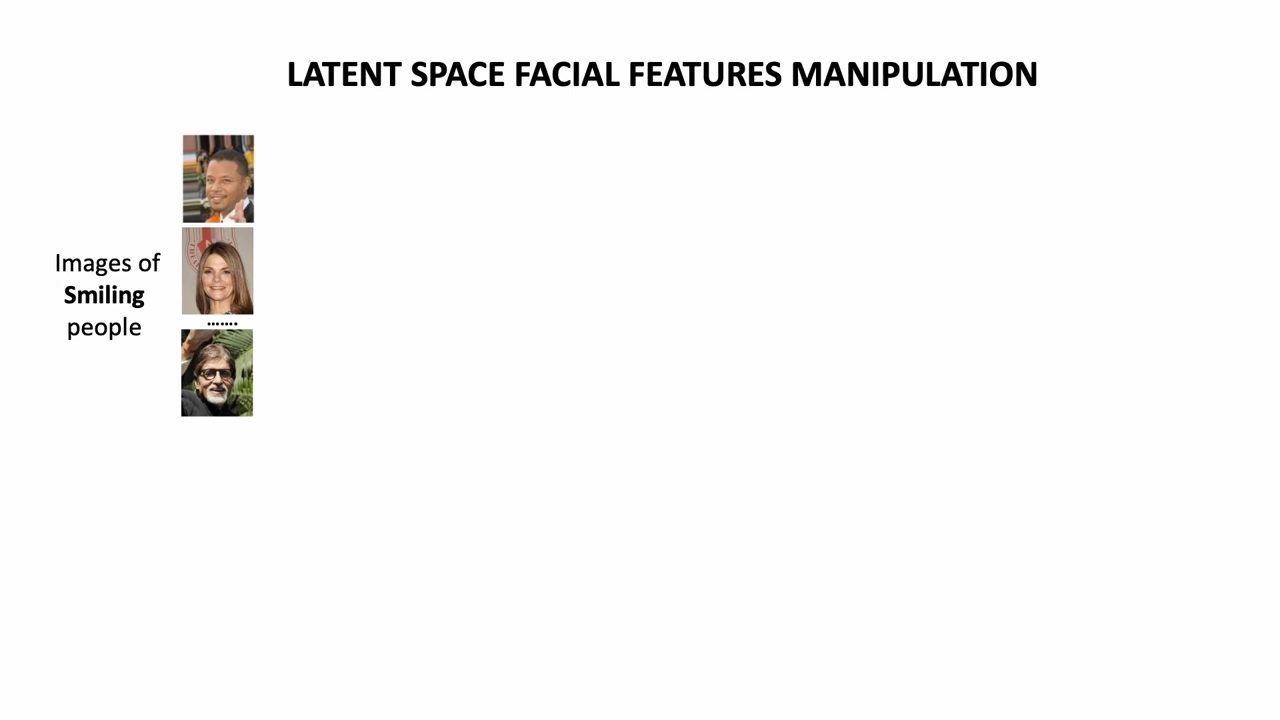 LATENT SPACE FACIAL FEATURES MANIPULATION
Images of
Smiling
people
.......